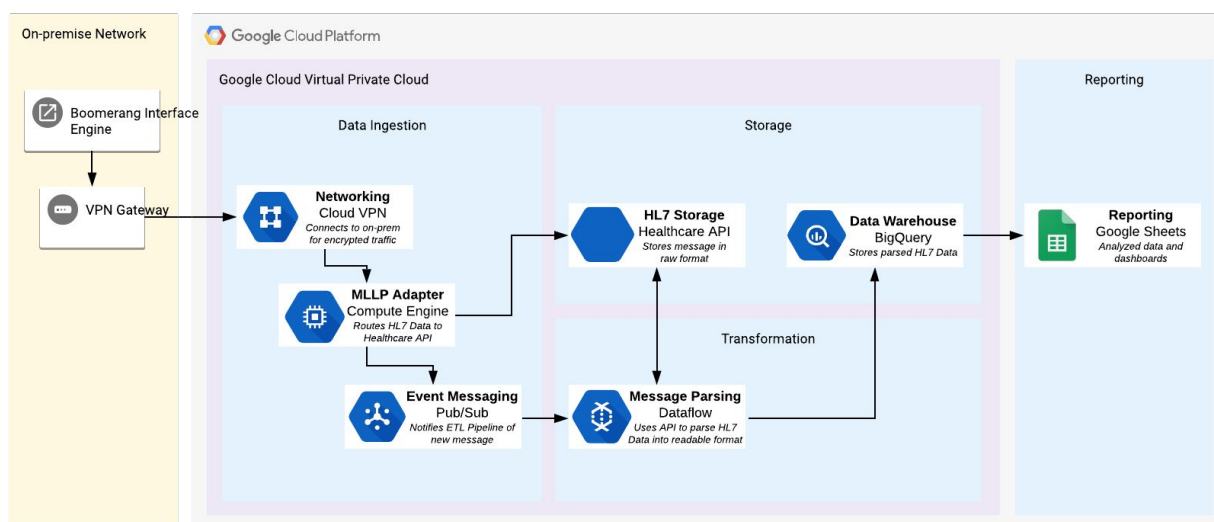 On-premise Network
Google Cloud Platform
Google Cloud Virtual Private Cloud
Reporting
Boomerang Interface
Engine
VPN Gateway
Data Ingestion
Networking
Cloud VPN
Connects to on-prem
for encrypted traffic
MLLP Adapter
Compute Engine
Routes HL7 Data to
Healthcare API
Event Messaging
Pub/Sub
Notifies ETL Pipeline of
new message
Storage
HL7 Storage
Healthcare API
Stores message in
raw format
Data Warehouse
BigQuery
Stores parsed HL7 Data
Transformation
Message Parsing
Dataflow
Uses API to parse HL7
Data into readable format
Reporting
Google Sheets
Analyzed data and
dashboards